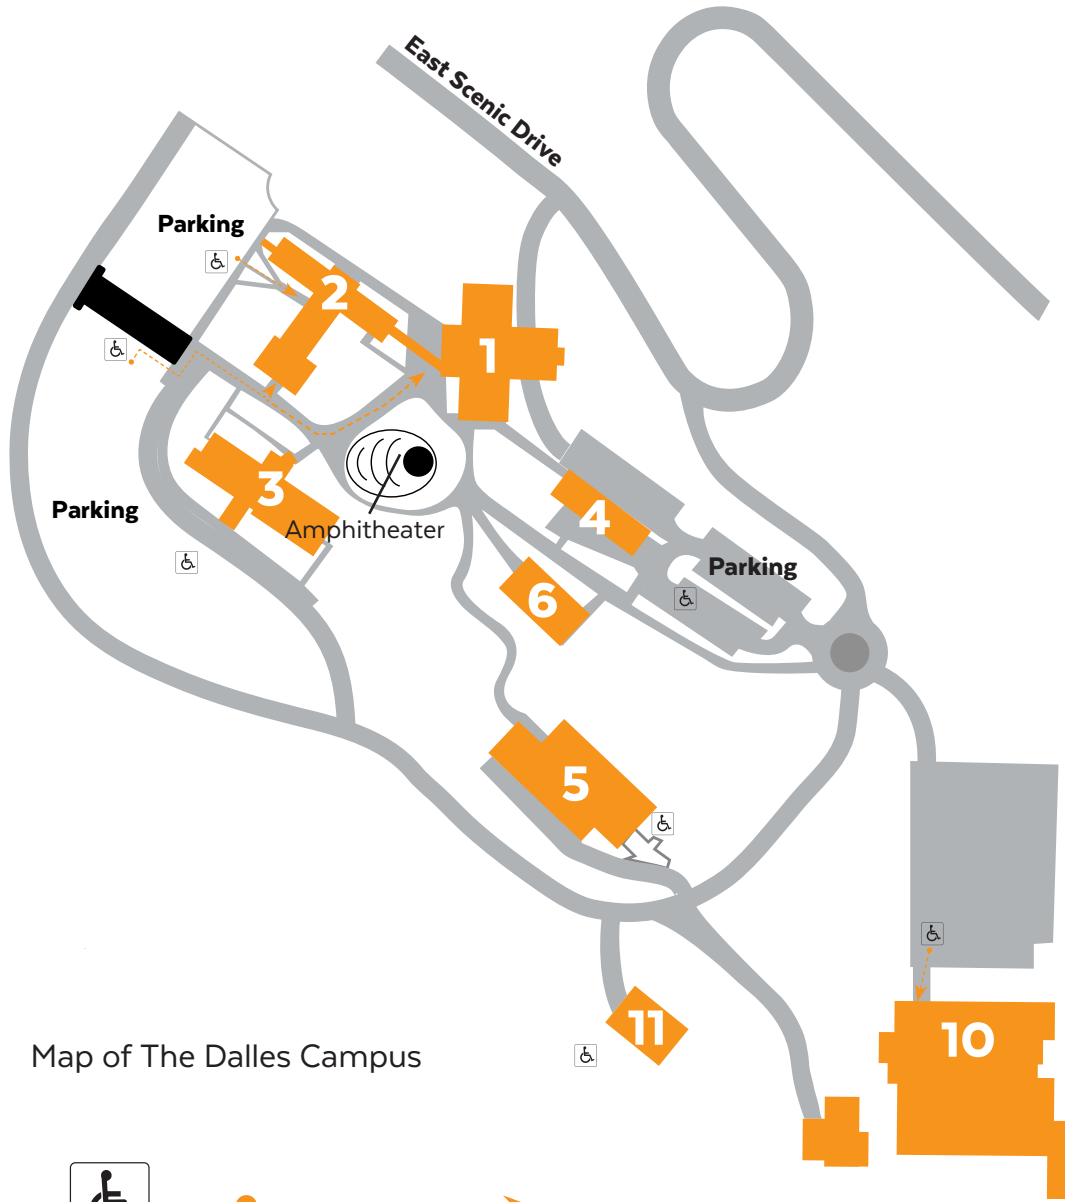 East Scenic Drive
Parking
2
1
3
Parking
Amphitheater
4
Parking
6
5
11
10
Map of The Dalles Campus